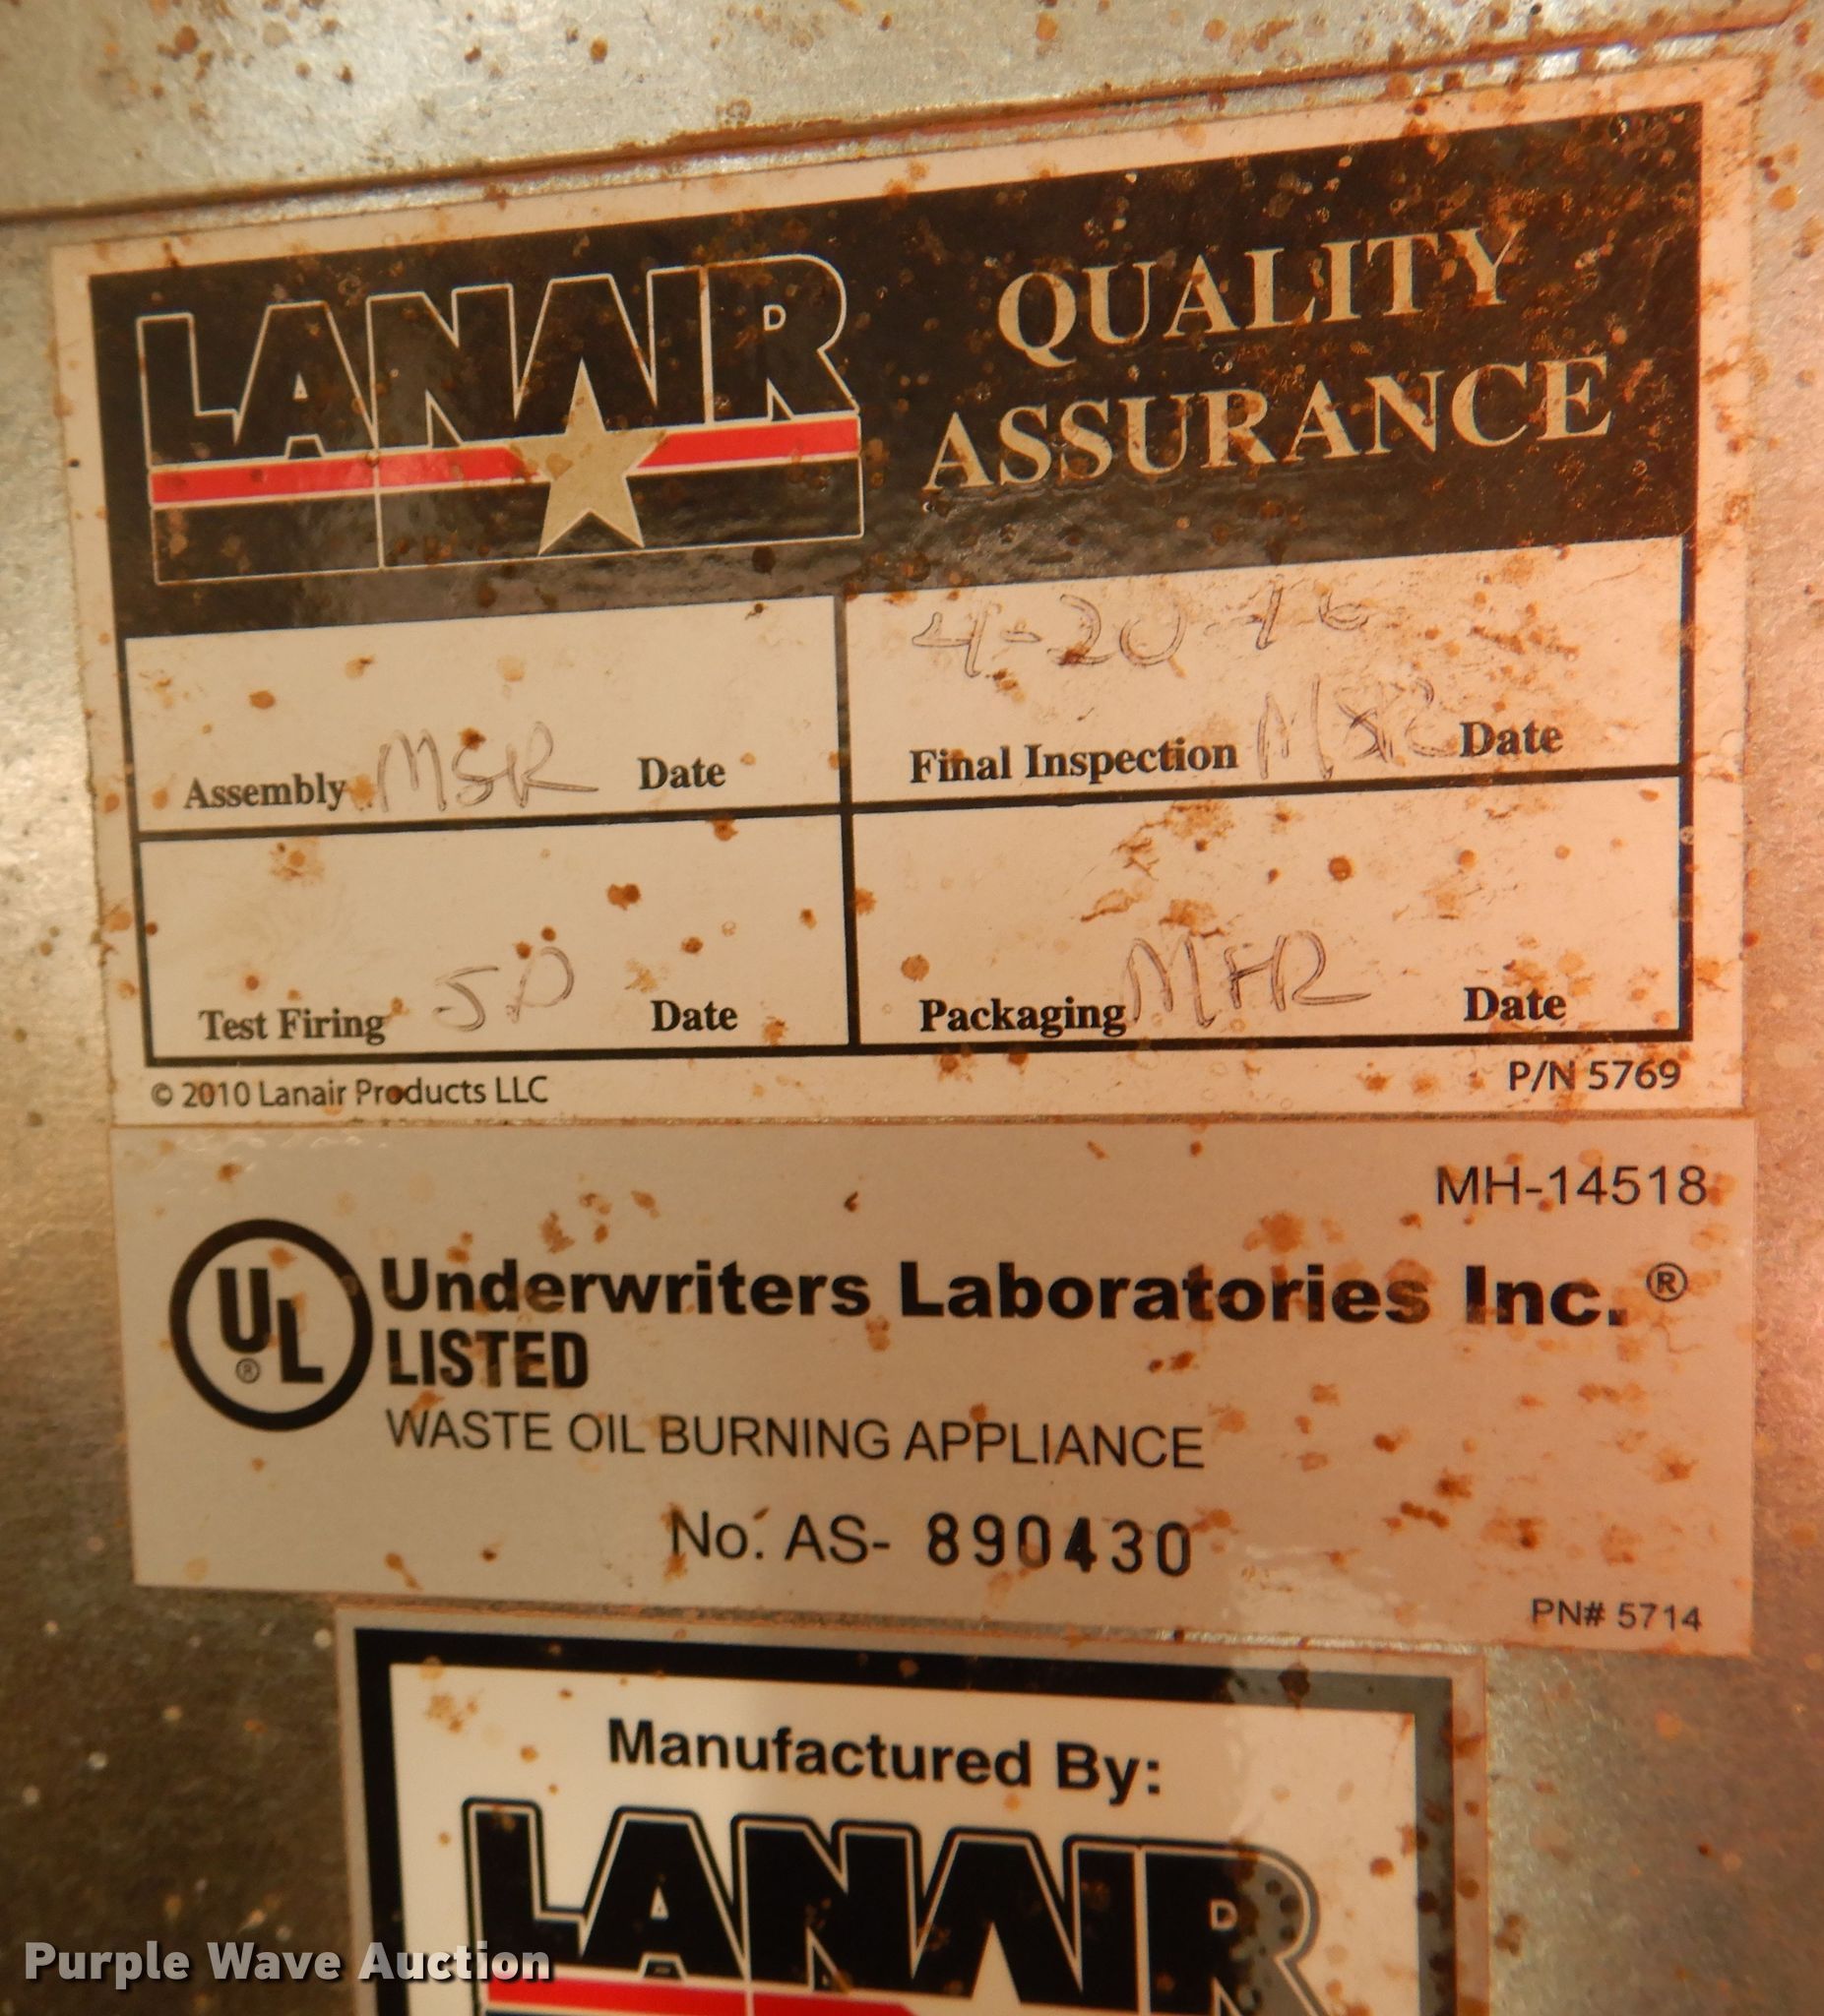 LANAIR
QUALITY
ASSURANCE
4-20-16
Assembly MSR Date
Final Inspection Date
Test Firing Date
Packaging Date
© 2010 Lanair Products LLC
P/N 5769
MH-14518
UL ®
Underwriters Laboratories Inc.®
LISTED
WASTE OIL BURNING APPLIANCE
No. AS- 890430
PN# 5714
Manufactured By:
LANAIR
Purple Wave Auction